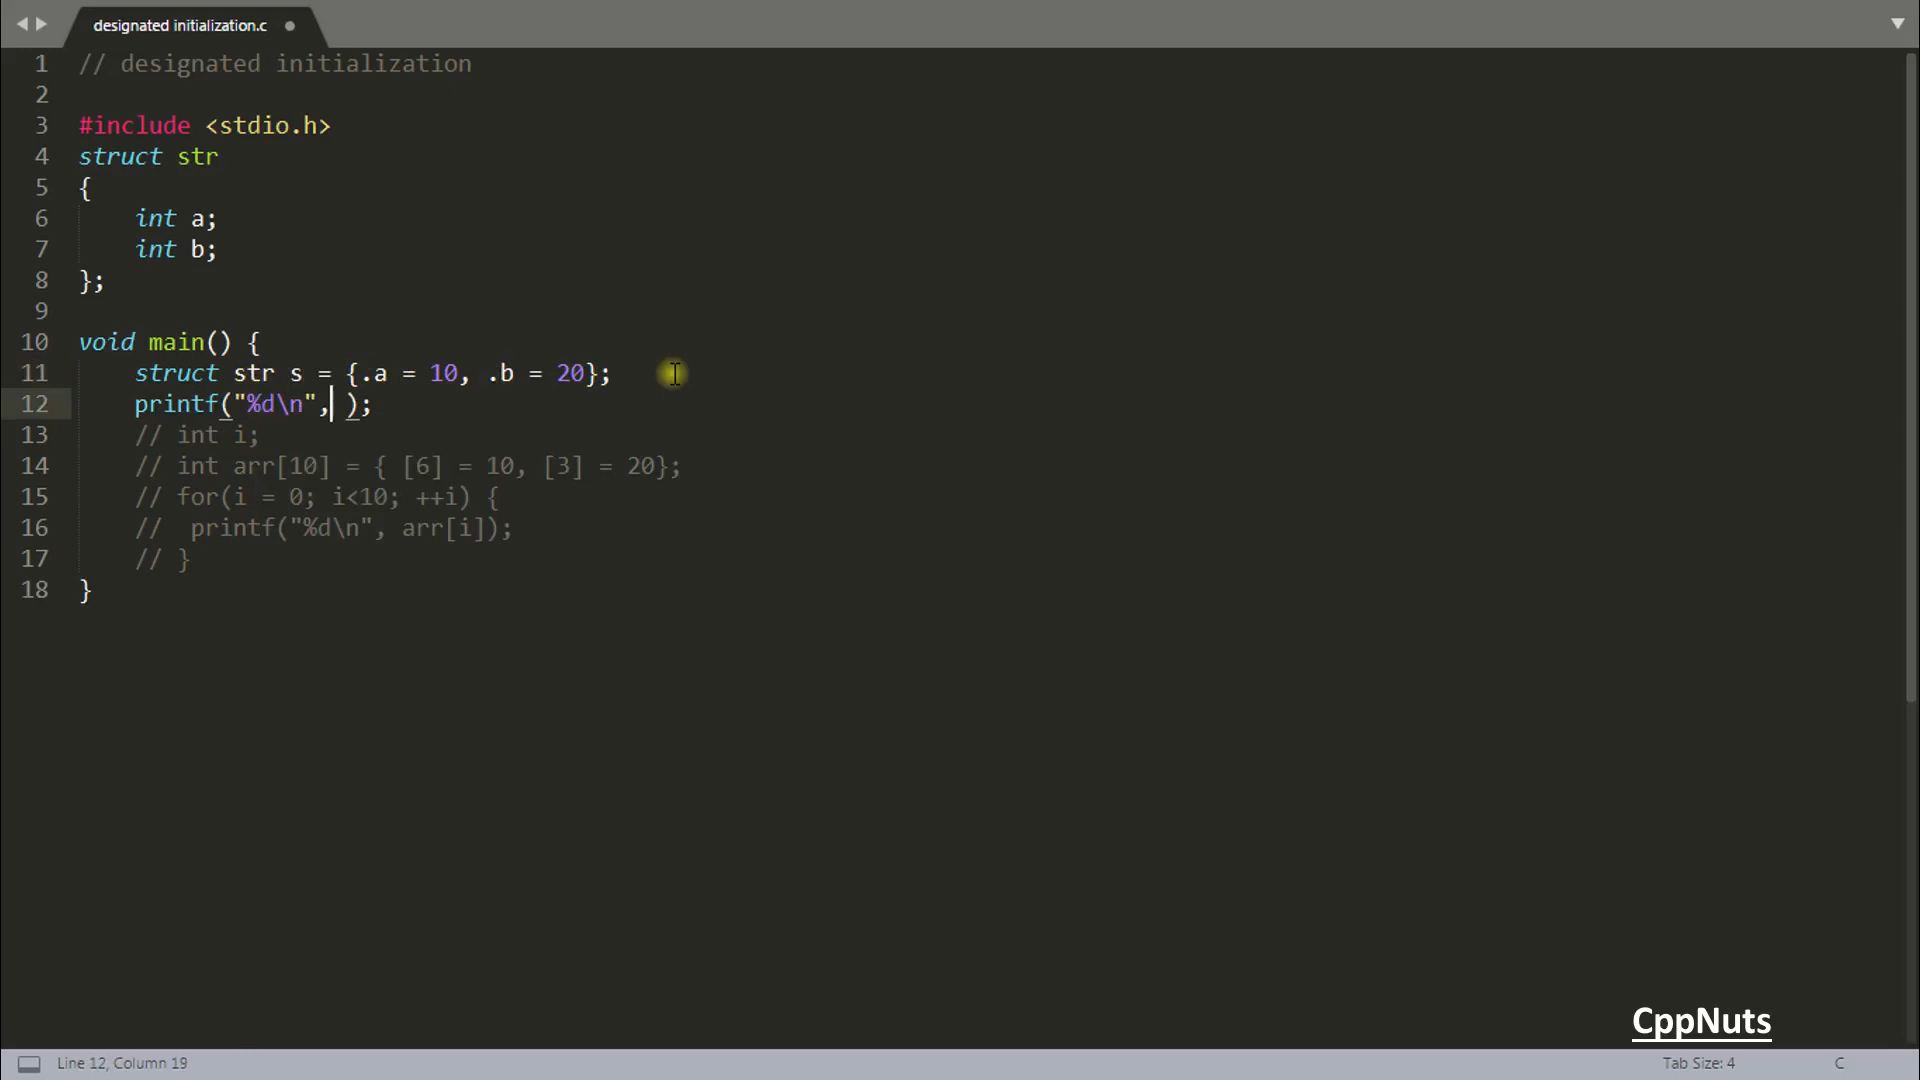 designated initialization.c
1 // designated initialization
2
3 #include <stdio.h>
4 struct str
5 {
6 int a;
7 int b;
8 };
9
10 void main() {
11 struct str s = {.a = 10, .b = 20};
12 printf("%d\n", );
13 // int i;
14 // int arr[10] = { [6] = 10, [3] = 20};
15 // for(i = 0; i<10; ++i) {
16 //  printf("%d\n", arr[i]);
17 // }
18 }
CppNuts
Line 12, Column 19 Tab Size: 4 C